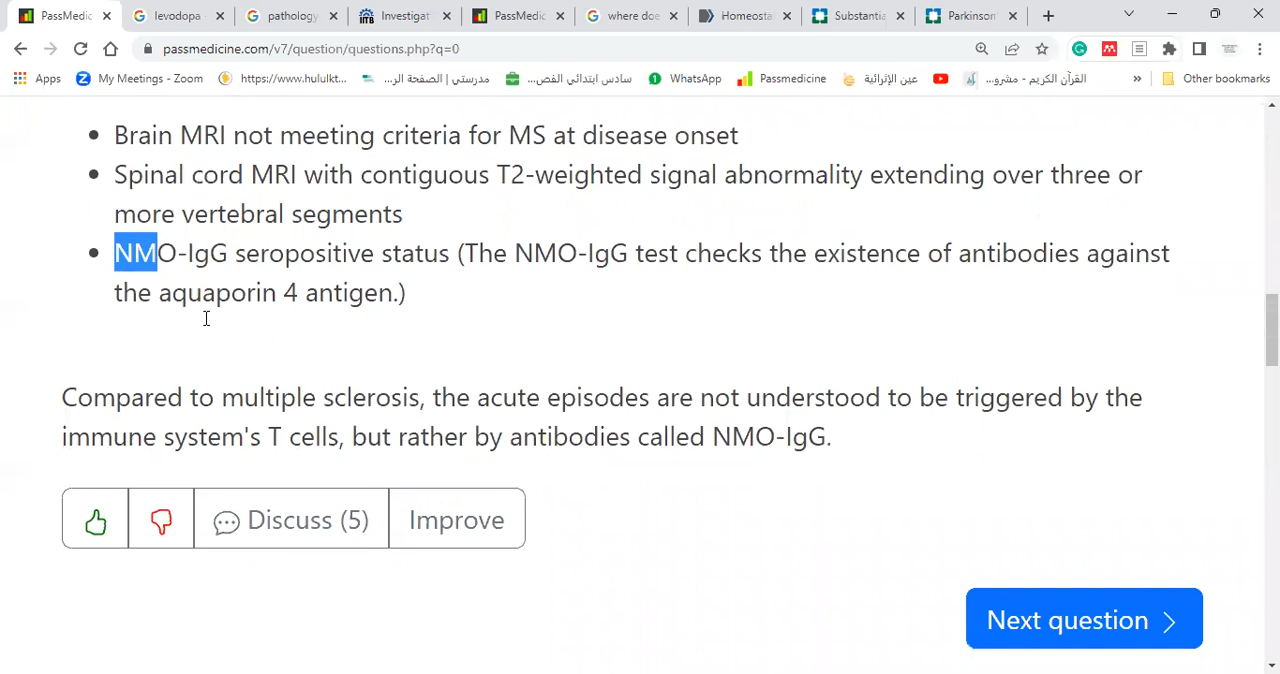 PassMedic
levodopa
pathology
Investigat
PassMedic
where doe
Homeosta
Substantia
Parkinson
passmedicine.com/v7/question/questions.php?q=0
Apps
My Meetings - Zoom
https://www.hululkt...
مدرستي | الصفحة الر...
سادس ابتدائي الفص...
WhatsApp
Passmedicine
عين الإثرائية
القرآن الكريم - مشرو...
»
Other bookmarks
• Brain MRI not meeting criteria for MS at disease onset
• Spinal cord MRI with contiguous T2-weighted signal abnormality extending over three or
more vertebral segments
• NMO-IgG seropositive status (The NMO-IgG test checks the existence of antibodies against
the aquaporin 4 antigen.)
Compared to multiple sclerosis, the acute episodes are not understood to be triggered by the
immune system's T cells, but rather by antibodies called NMO-IgG.
Discuss (5)
Improve
Next question